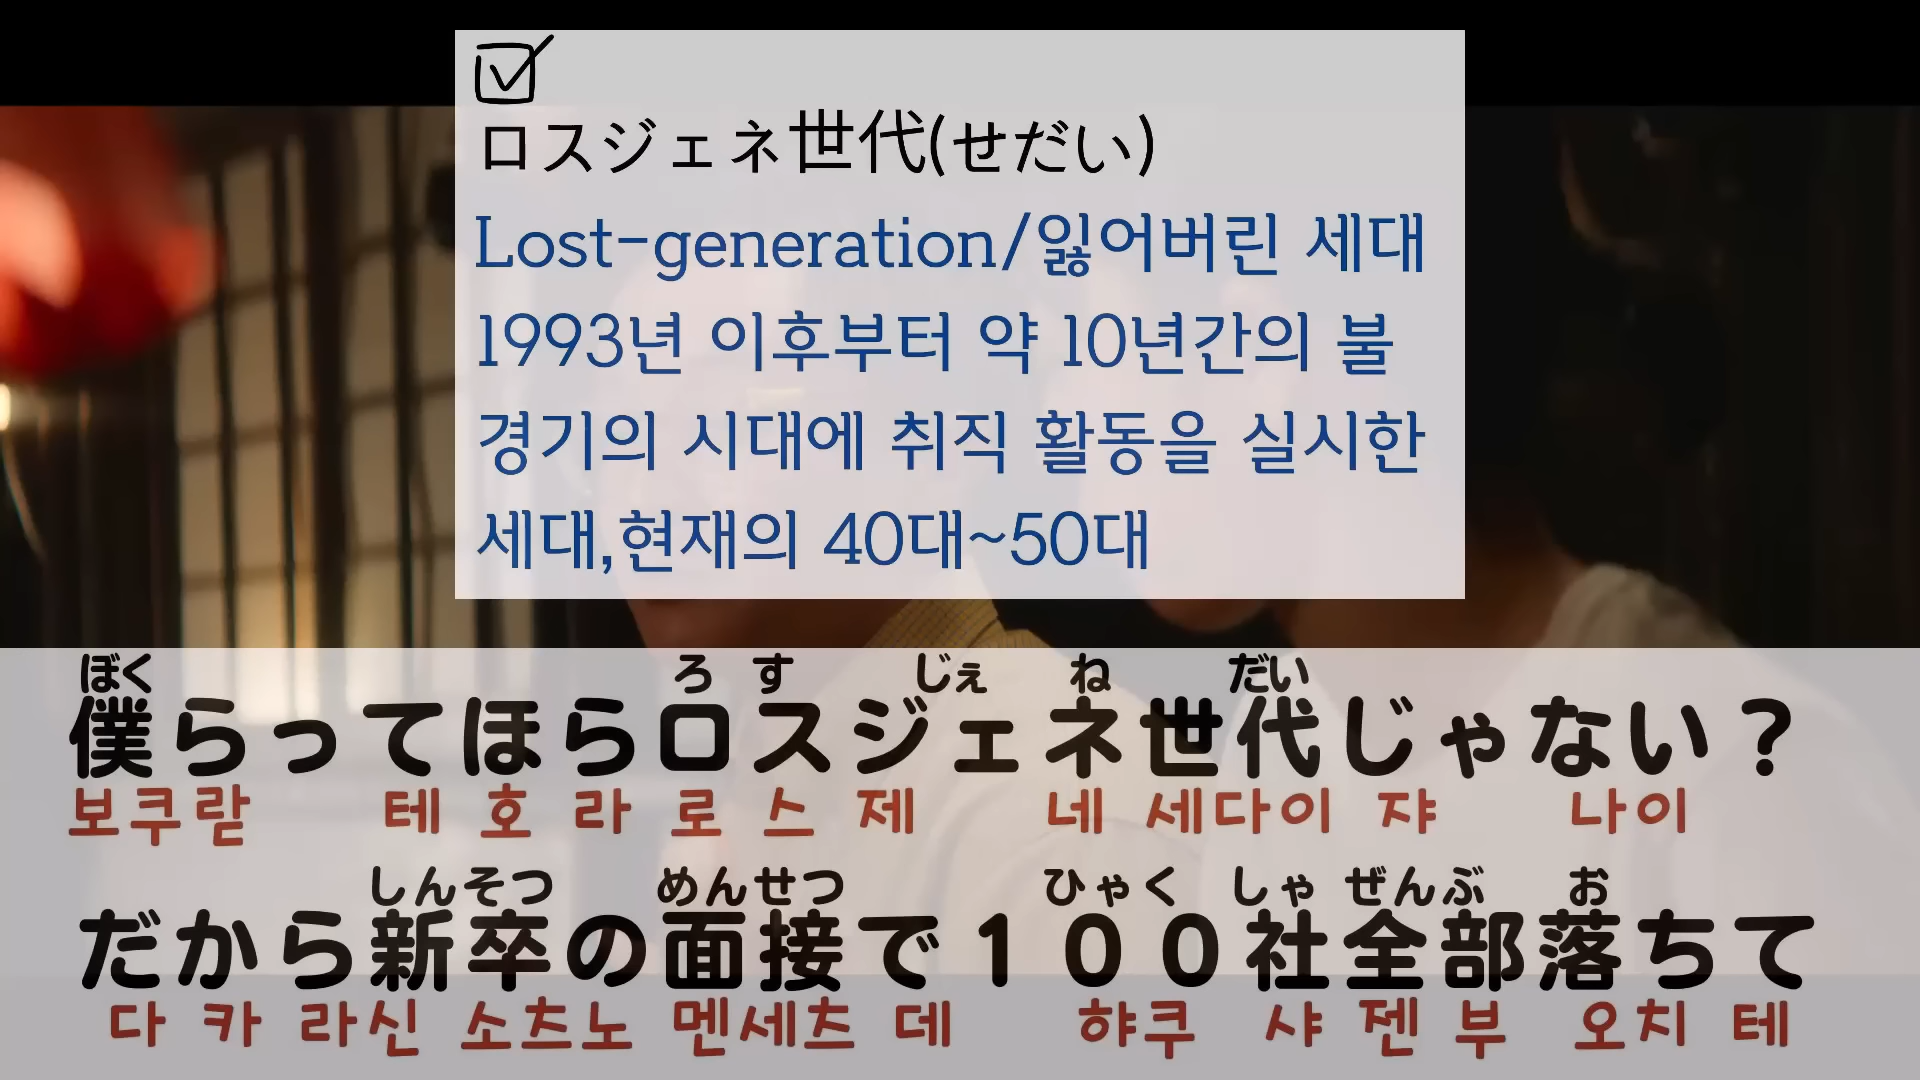 ロスジェネ世代(せだい)
Lost-generation/잃어버린 세대
1993년 이후부터 약 10년간의 불
경기의 시대에 취직 활동을 실시한
세대,현재의 40대~50대
ぼく ろ す じぇ ね だい
僕らってほらロスジェネ世代じゃない？
보쿠랃 테 호 라 로 스 제 네 세다이 쟈 나이
しんそつ めんせつ ひゃく しゃ ぜんぶ お
だから新卒の面接で１００社全部落ちて
다 카 라신 소츠노 멘세츠 데 햐쿠 샤 젠 부 오치 테